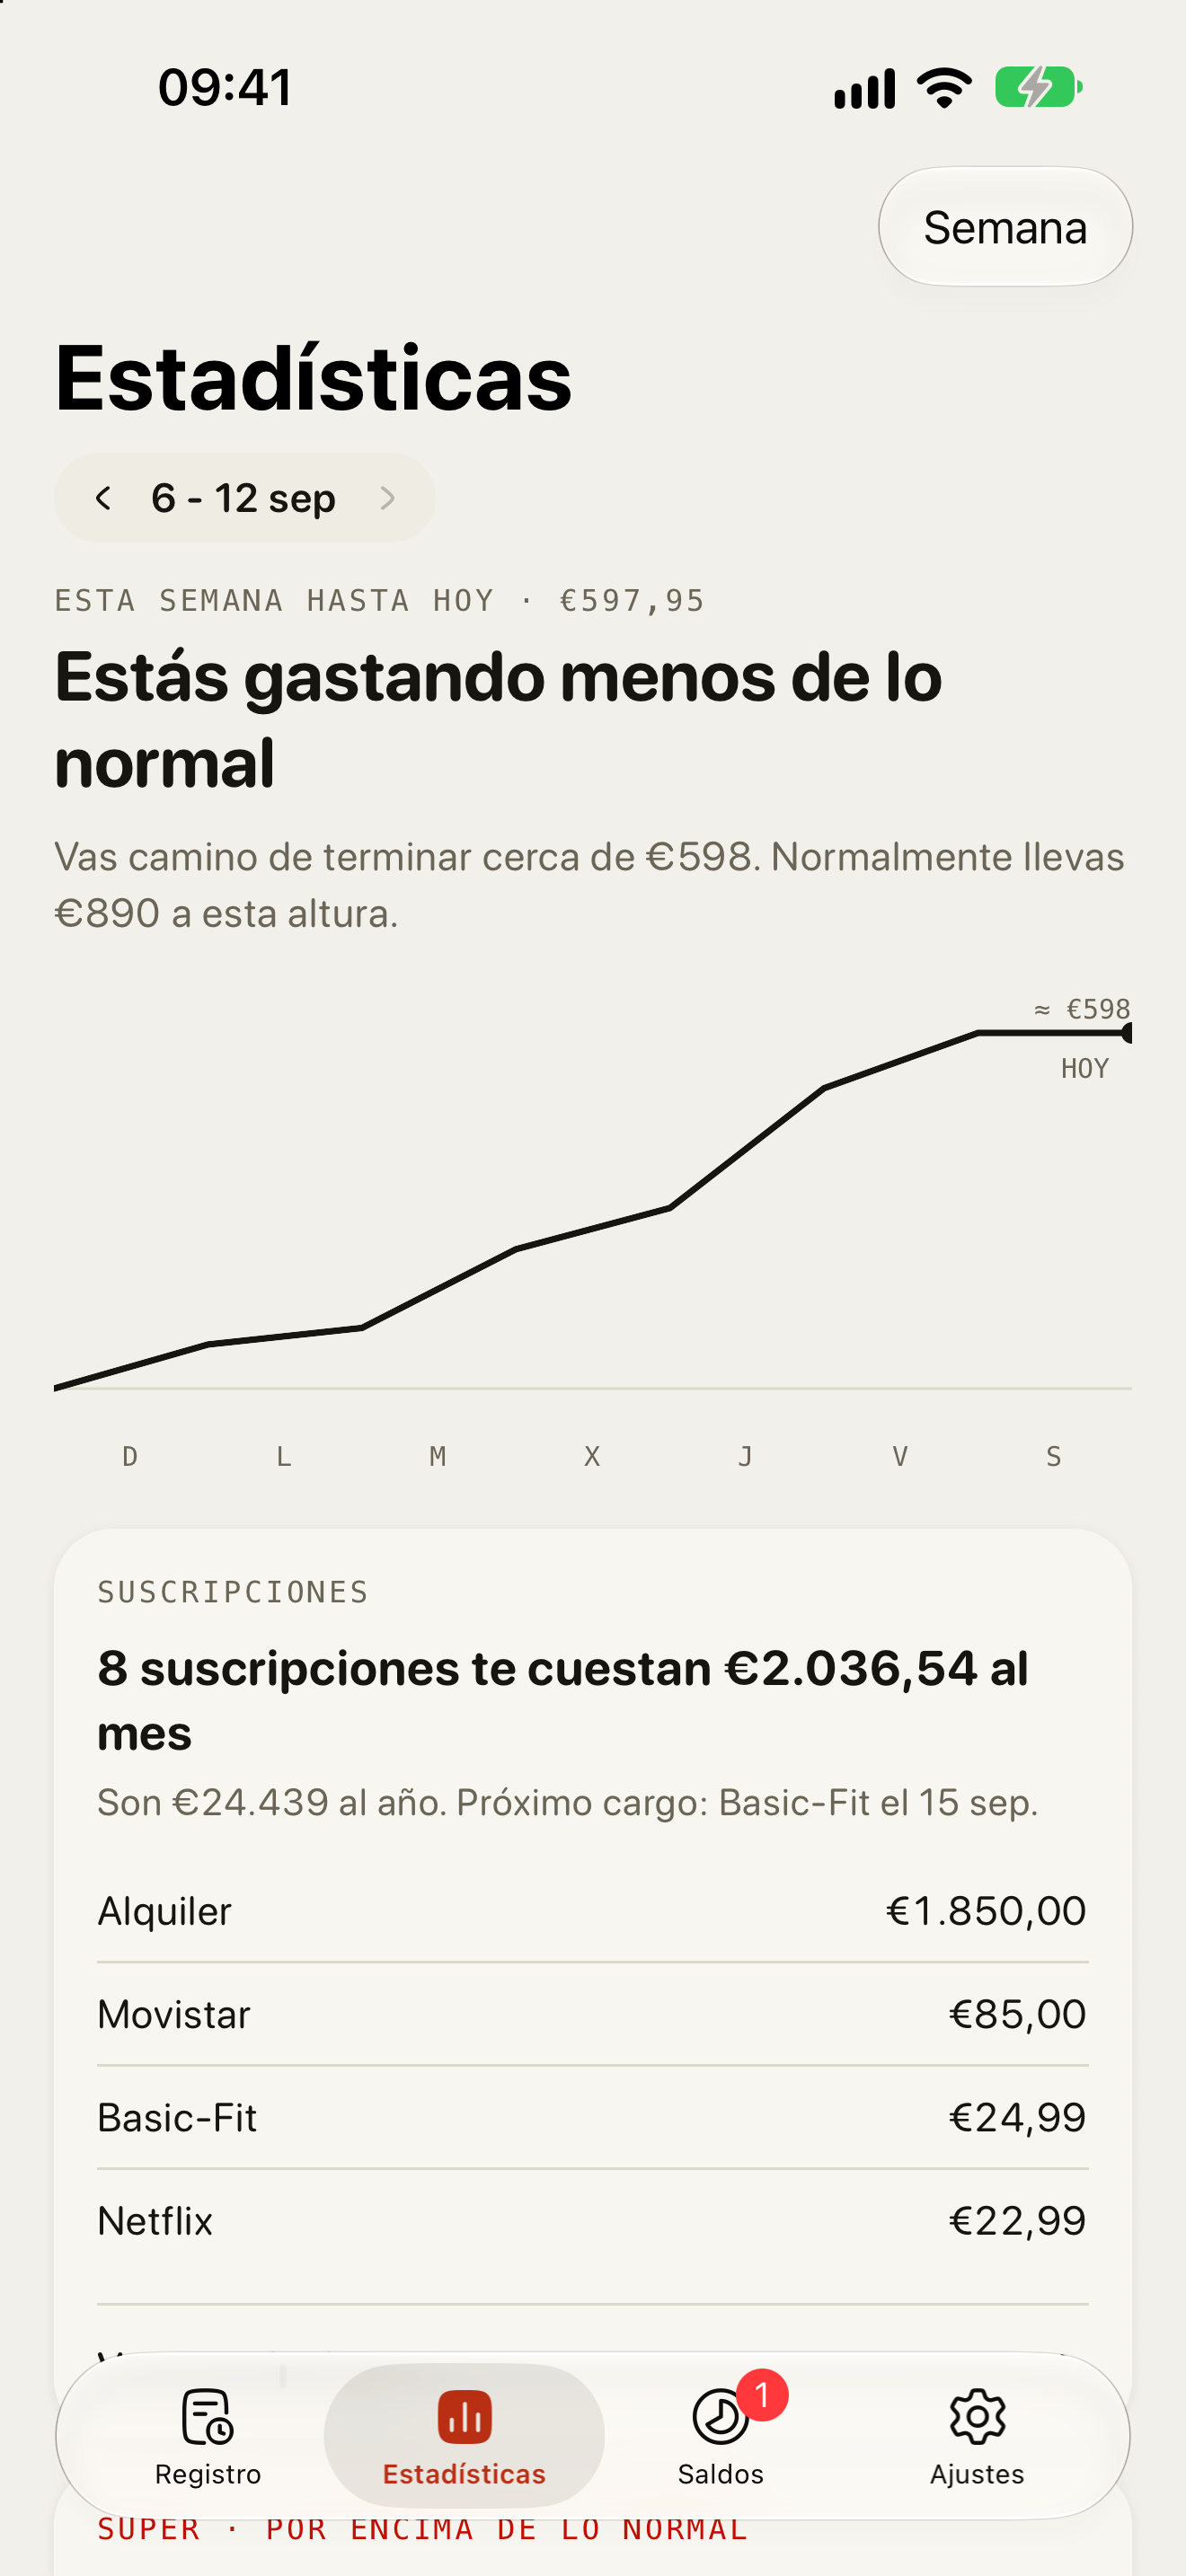 09:41
Semana
Estadísticas
6 - 12 sep
ESTA SEMANA HASTA HOY · €597,95
Estás gastando menos de lo
normal
Vas camino de terminar cerca de €598. Normalmente llevas
€890 a esta altura.
≈ €598
HOY
D L M X J V S
SUSCRIPCIONES
8 suscripciones te cuestan €2.036,54 al
mes
Son €24.439 al año. Próximo cargo: Basic-Fit el 15 sep.
Alquiler €1.850,00
Movistar €85,00
Basic-Fit €24,99
Netflix €22,99
1
Registro Estadísticas Saldos Ajustes
SUPER · POR ENCIMA DE LO NORMAL